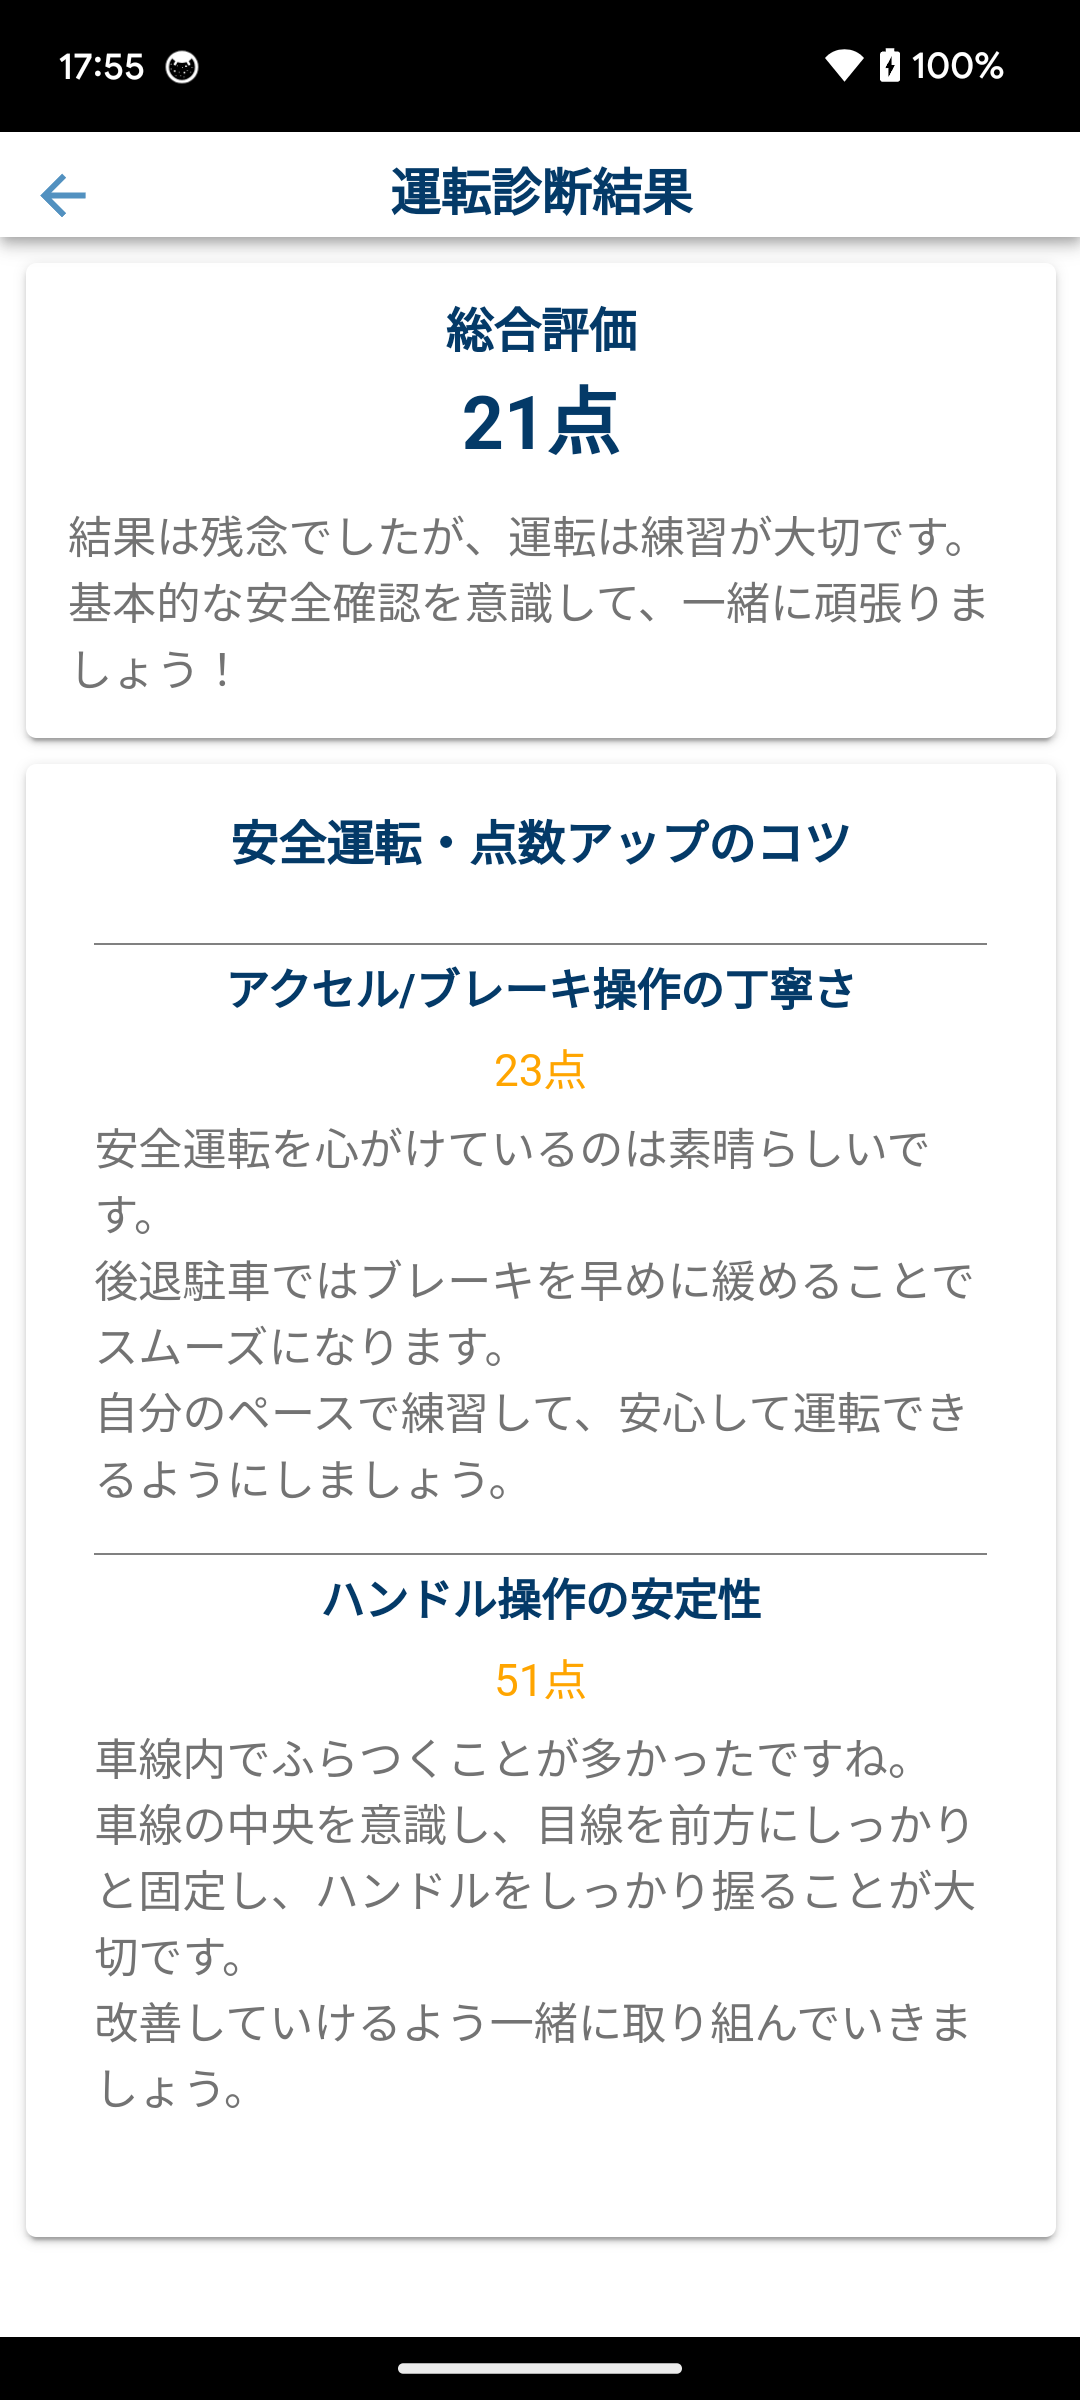 17:55 100%
運転診断結果
総合評価
21点
結果は残念でしたが、運転は練習が大切です。
基本的な安全確認を意識して、一緒に頑張りま
しょう！
安全運転・点数アップのコツ
アクセル/ブレーキ操作の丁寧さ
23点
安全運転を心がけているのは素晴らしいで
す。
後退駐車ではブレーキを早めに緩めることで
スムーズになります。
自分のペースで練習して、安心して運転でき
るようにしましょう。
ハンドル操作の安定性
51点
車線内でふらつくことが多かったですね。
車線の中央を意識し、目線を前方にしっかり
と固定し、ハンドルをしっかり握ることが大
切です。
改善していけるよう一緒に取り組んでいきま
しょう。